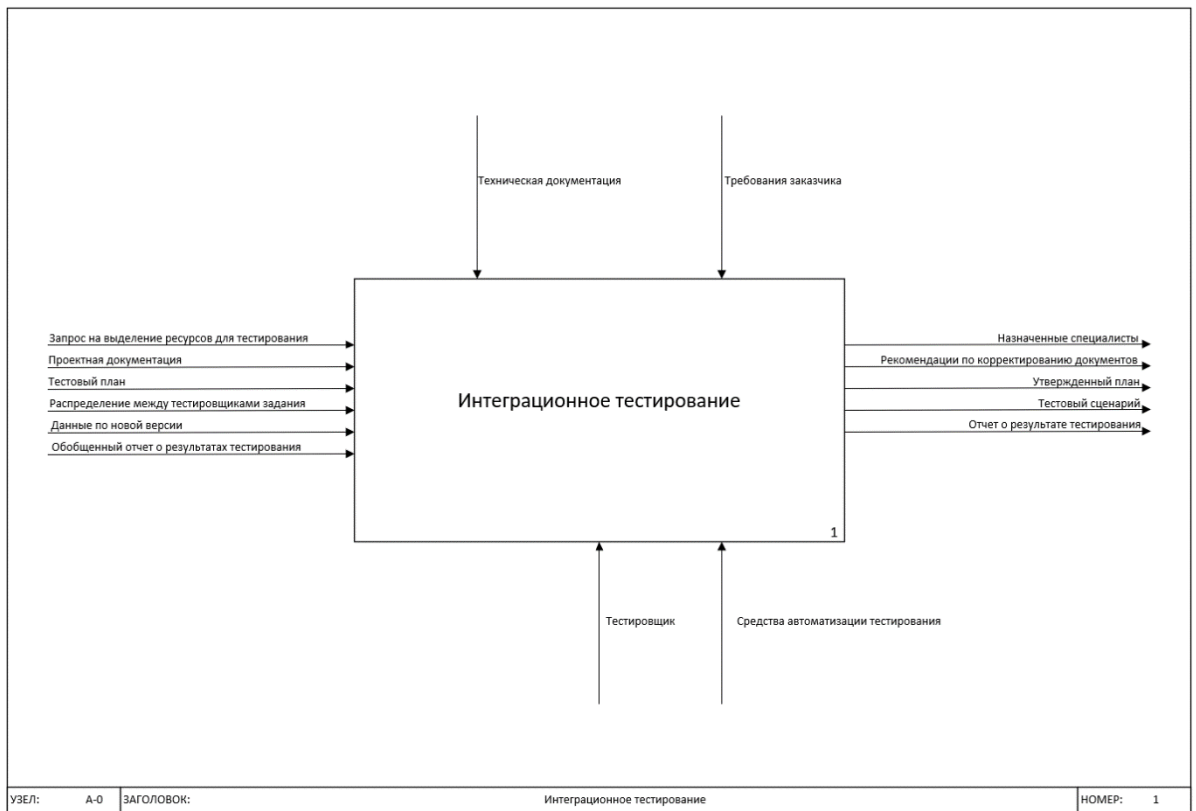 Техническая документация
Требования заказчика
Запрос на выделение ресурсов для тестирования
Проектная документация
Тестовый план
Распределение между тестировщиками задания
Данные по новой версии
Обобщенный отчет о результатах тестирования
Интеграционное тестирование
1
Назначенные специалисты
Рекомендации по корректированию документов
Утвержденный план
Тестовый сценарий
Отчет о результате тестирования
Тестировщик
Средства автоматизации тестирования
УЗЕЛ: A-0 ЗАГОЛОВОК: Интеграционное тестирование НОМЕР: 1